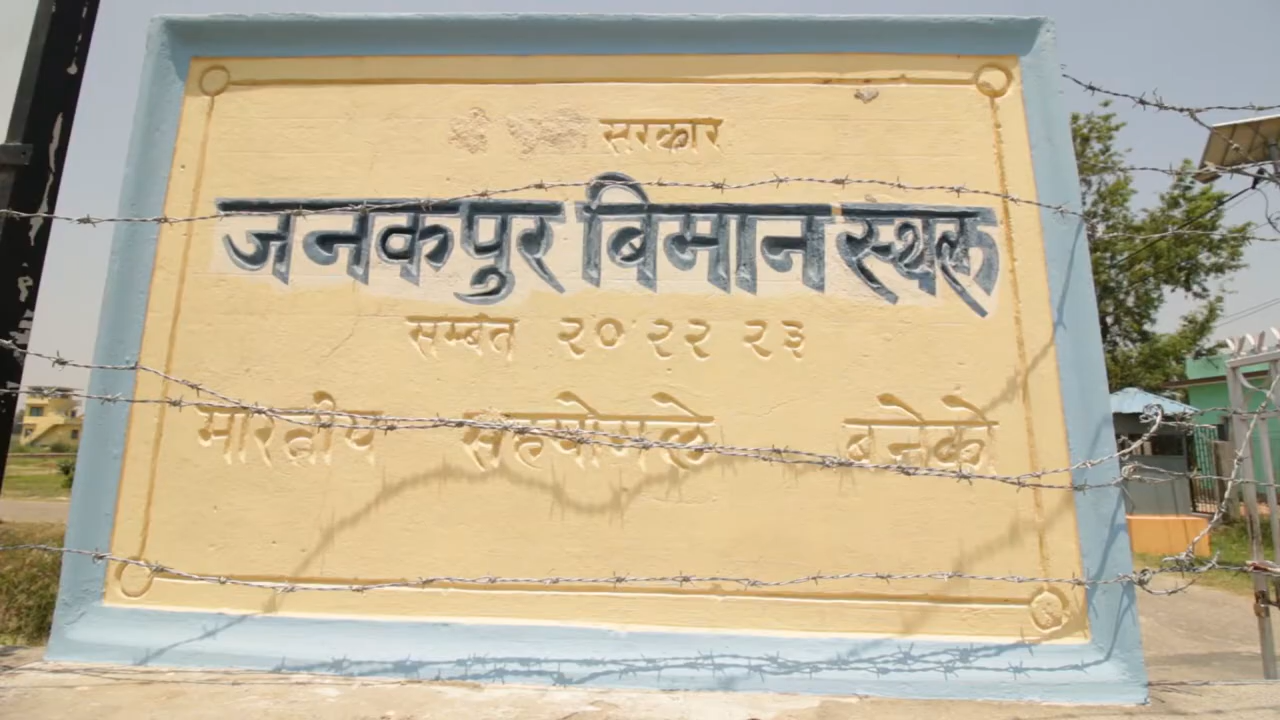 सरकार
जनकपुर बिमान स्थल
सम्बत २०२२ २३
भारतीय सहयोगले बनेको